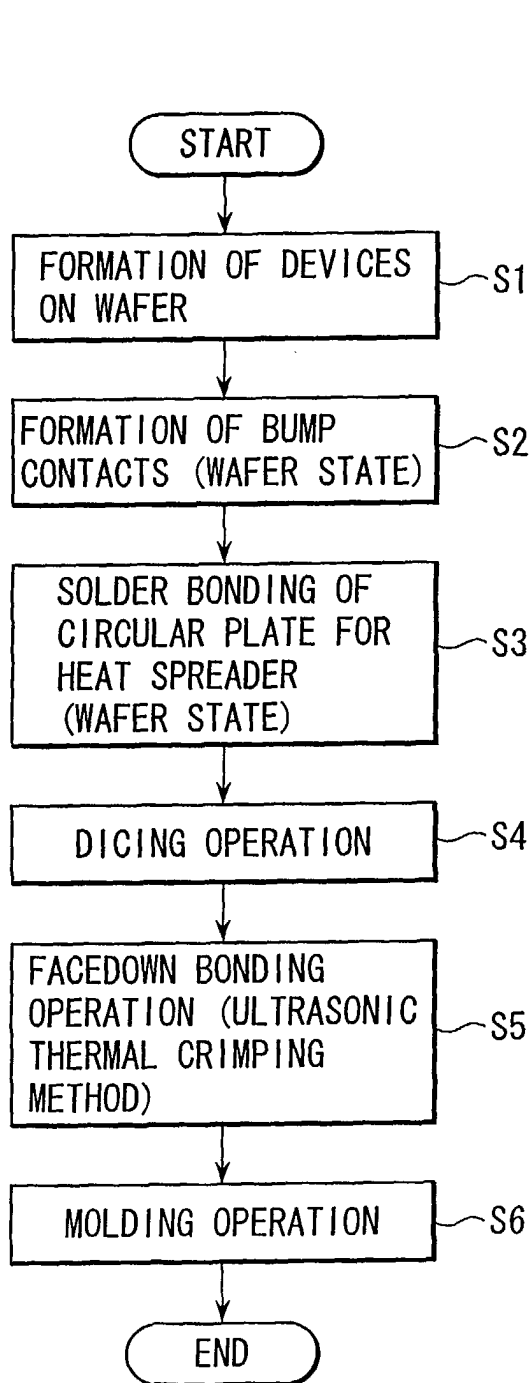 START
FORMATION OF DEVICES
ON WAFER
S1
FORMATION OF BUMP
CONTACTS (WAFER STATE)
S2
SOLDER BONDING OF
CIRCULAR PLATE FOR
HEAT SPREADER
(WAFER STATE)
S3
DICING OPERATION
S4
FACEDOWN BONDING
OPERATION (ULTRASONIC
THERMAL CRIMPING
METHOD)
S5
MOLDING OPERATION
S6
END